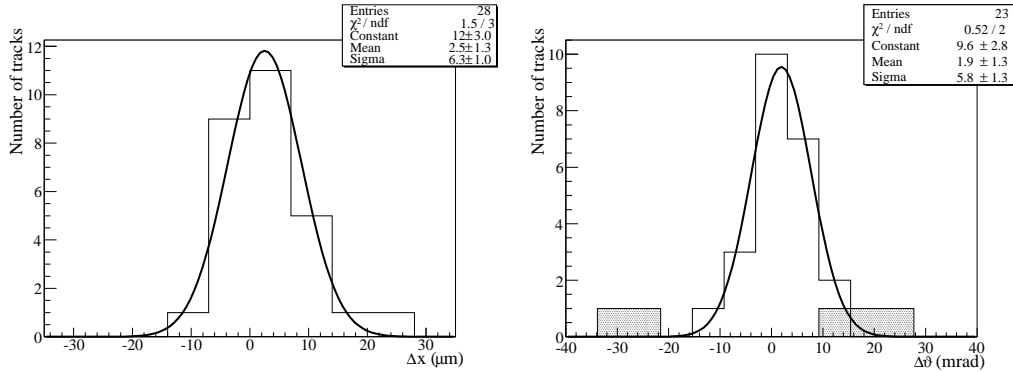 Entries 28
χ² / ndf 1.5 / 3
Constant 12±3.0
Mean 2.5±1.3
Sigma 6.3±1.0
Number of tracks
12
10
8
6
4
2
0
-30 -20 -10 0 10 20 30
Δx (μm)
Entries 23
χ² / ndf 0.52 / 2
Constant 9.6 ± 2.8
Mean 1.9 ± 1.3
Sigma 5.8 ± 1.3
Number of tracks
10
8
6
4
2
0
-40 -30 -20 -10 0 10 20 30 40
Δϑ (mrad)